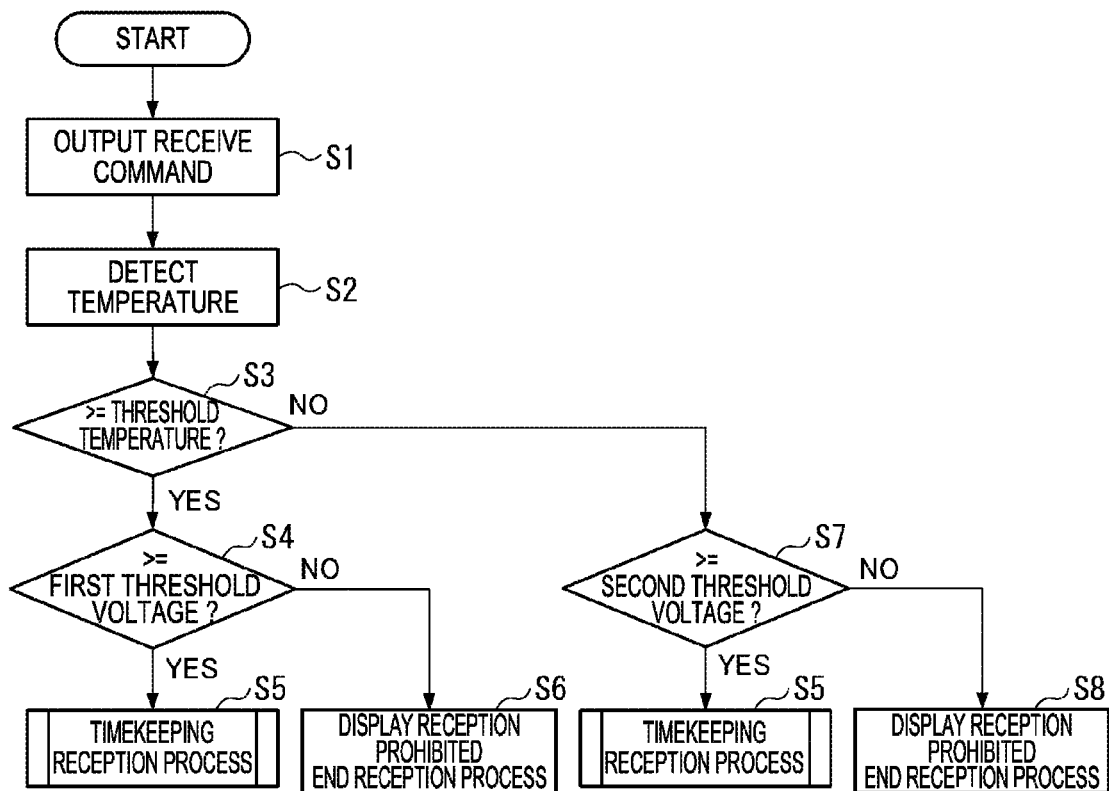 START
OUTPUT RECEIVE
COMMAND
S1
DETECT
TEMPERATURE
S2
S3
>= THRESHOLD
TEMPERATURE ?
NO
YES
S4
>=
FIRST THRESHOLD
VOLTAGE ?
NO
YES
S7
>=
SECOND THRESHOLD
VOLTAGE ?
NO
YES
S5
TIMEKEEPING
RECEPTION PROCESS
S6
DISPLAY RECEPTION
PROHIBITED
END RECEPTION PROCESS
S5
TIMEKEEPING
RECEPTION PROCESS
S8
DISPLAY RECEPTION
PROHIBITED
END RECEPTION PROCESS